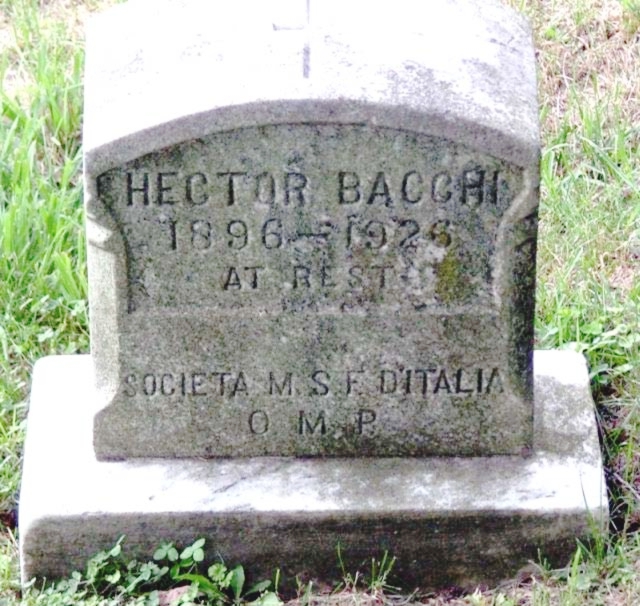 HECTOR BACCHI
1896 – 1926
AT REST
SOCIETA M. S. F. D'ITALIA
O M P